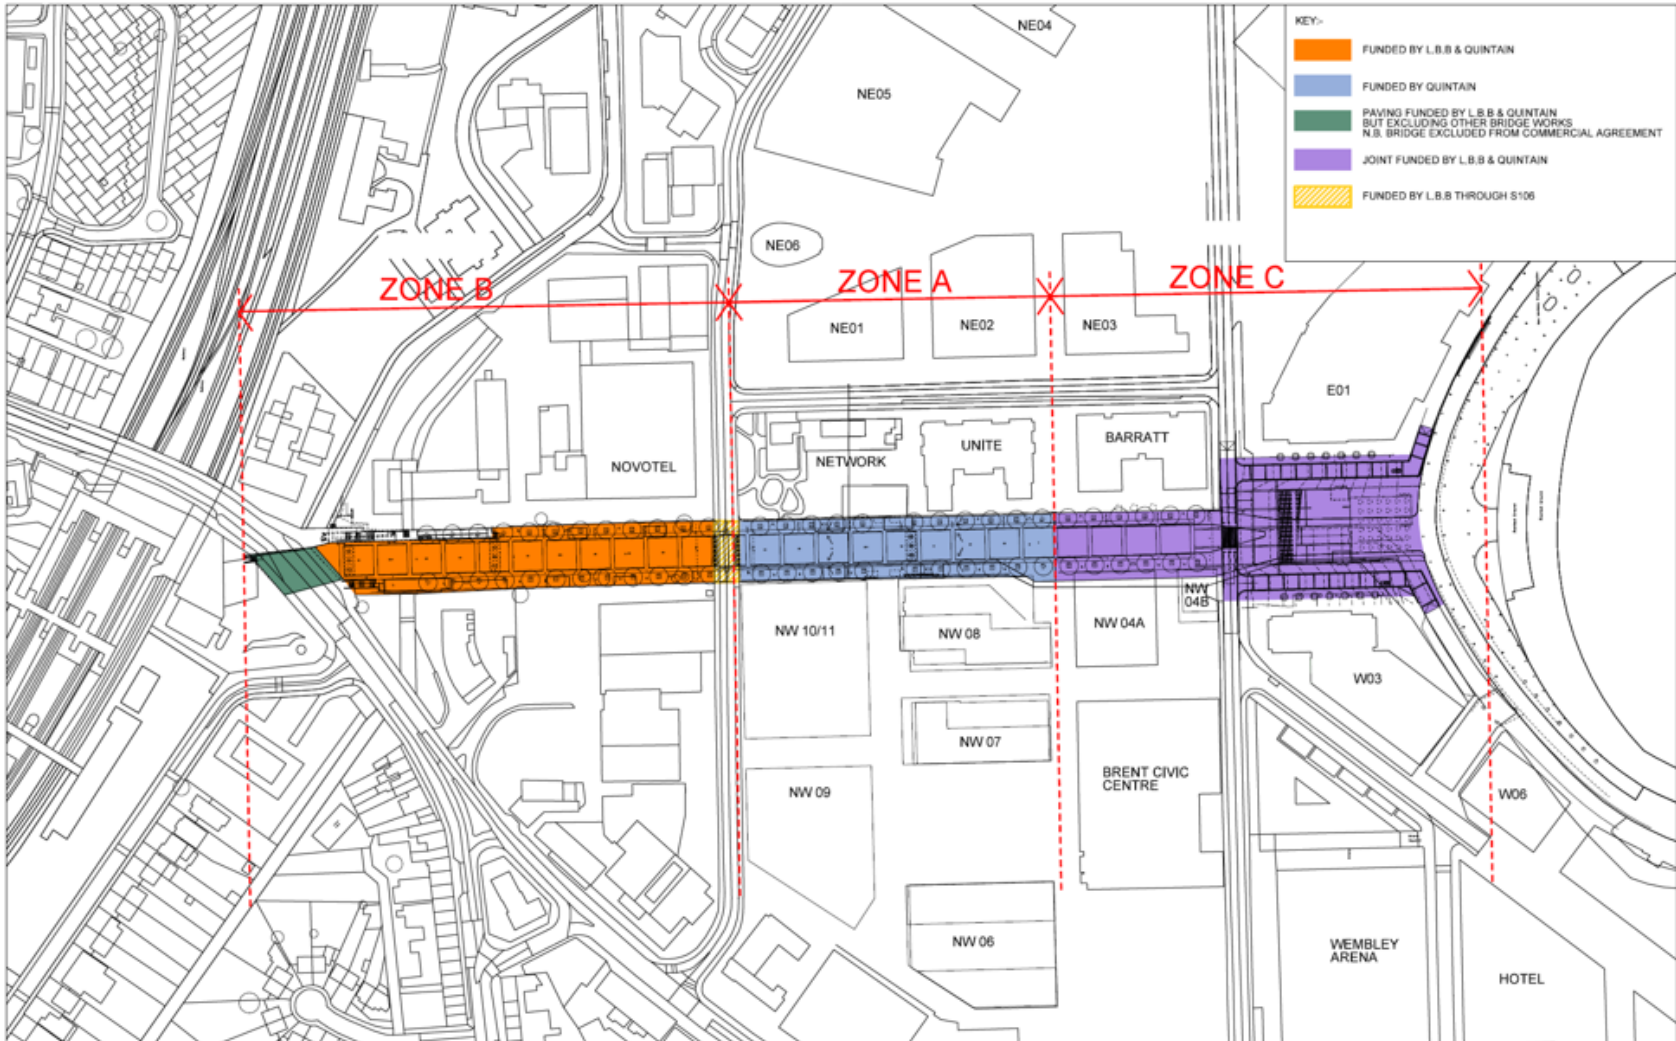 NE04
KEY:-
FUNDED BY L.B.B & QUINTAIN
FUNDED BY QUINTAIN
PAVING FUNDED BY L.B.B & QUINTAIN
BUT EXCLUDING OTHER BRIDGE WORKS
N.B. BRIDGE EXCLUDED FROM COMMERCIAL AGREEMENT
JOINT FUNDED BY L.B.B & QUINTAIN
FUNDED BY L.B.B THROUGH S106
NE05
NE06
ZONE B
ZONE A
ZONE C
NE01
NE02
NE03
E01
NOVOTEL
NETWORK
UNITE
BARRATT
NW 10/11
NW 08
NW 04A
NW
04B
W03
NW 07
NW 09
BRENT CIVIC
CENTRE
W06
NW 06
WEMBLEY
ARENA
HOTEL